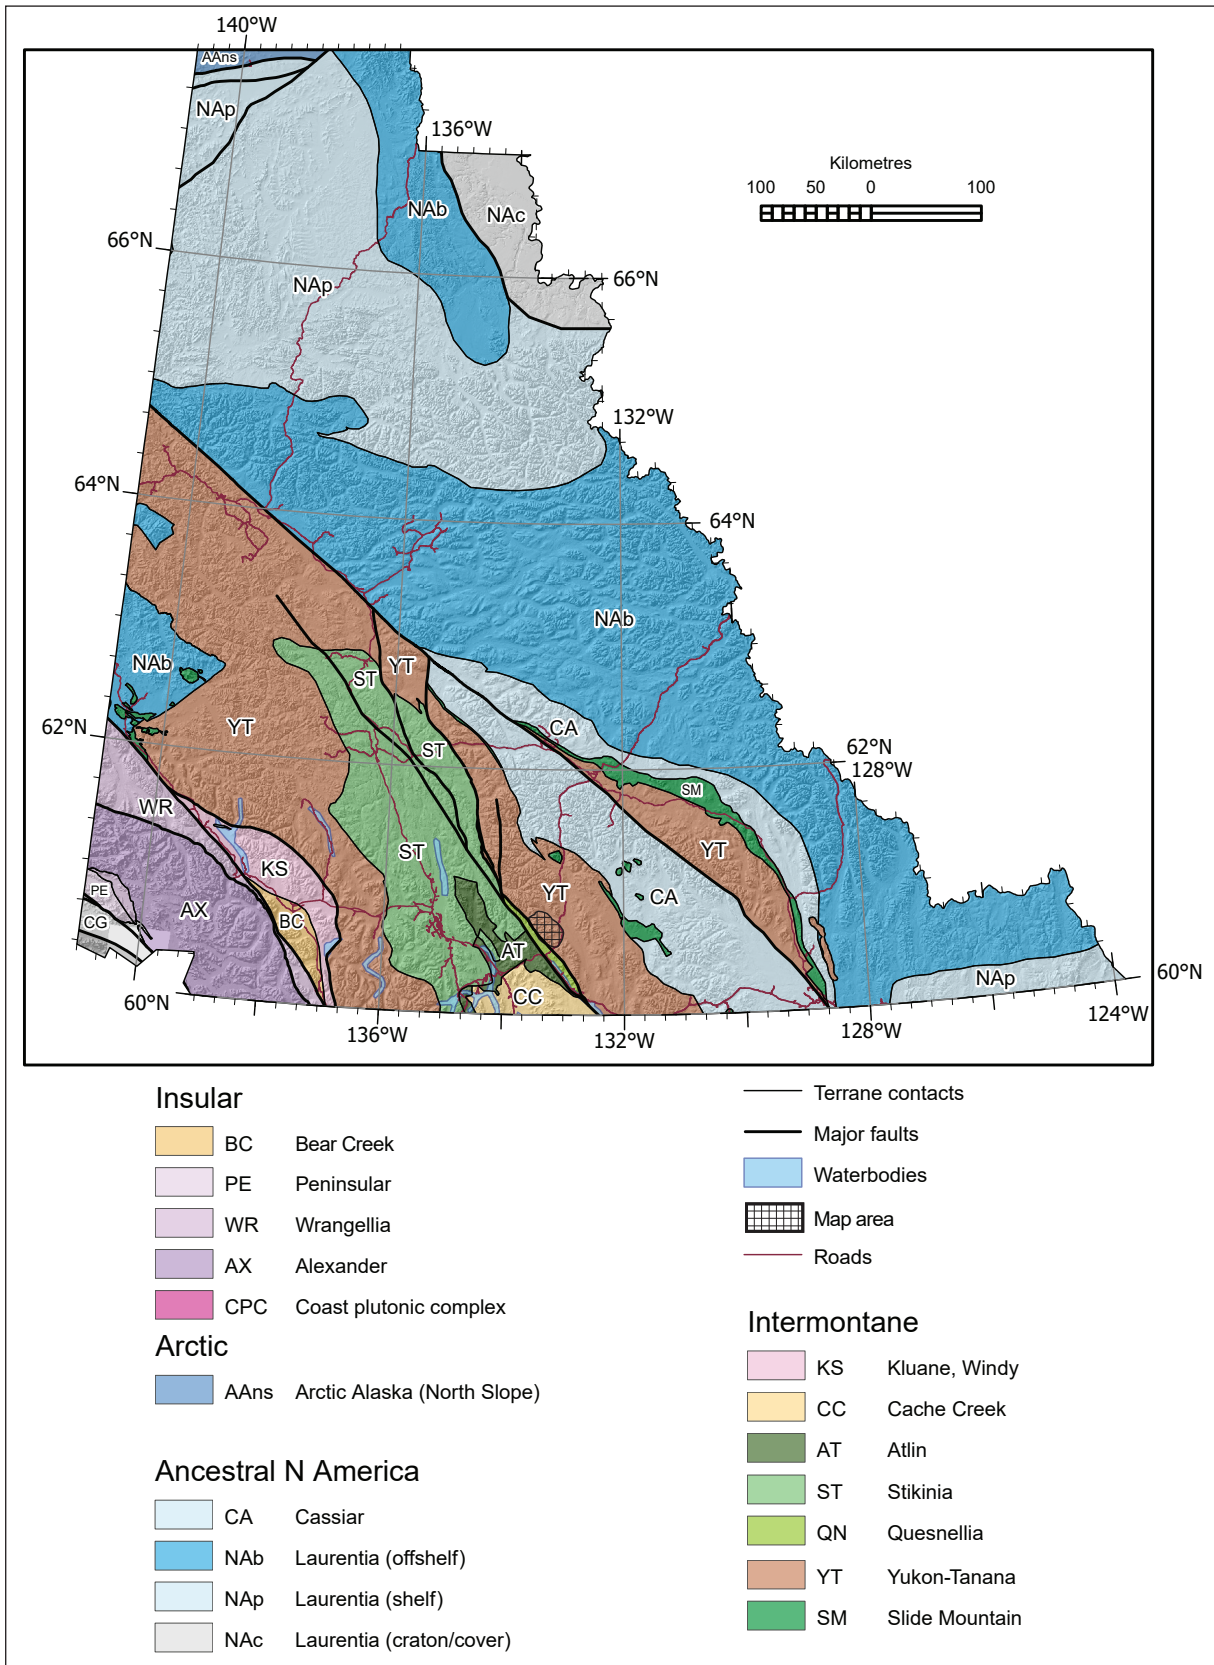 140°W
AAns
NAp
136°W
Kilometres
100 50 0 100
NAb
NAc
66°N
NAp
66°N
132°W
64°N
64°N
NAb
NAb
YT
ST
CA
62°N
YT
ST
62°N
128°W
SM
WR
YT
ST
KS
PE
YT
CA
AX
BC
CG
AT
NAp
60°N
CC
60°N
124°W
128°W
136°W
132°W
Insular
BC Bear Creek
PE Peninsular
WR Wrangellia
AX Alexander
CPC Coast plutonic complex
Arctic
AAns Arctic Alaska (North Slope)
Ancestral N America
CA Cassiar
NAb Laurentia (offshelf)
NAp Laurentia (shelf)
NAc Laurentia (craton/cover)
Terrane contacts
Major faults
Waterbodies
Map area
Roads
Intermontane
KS Kluane, Windy
CC Cache Creek
AT Atlin
ST Stikinia
QN Quesnellia
YT Yukon-Tanana
SM Slide Mountain